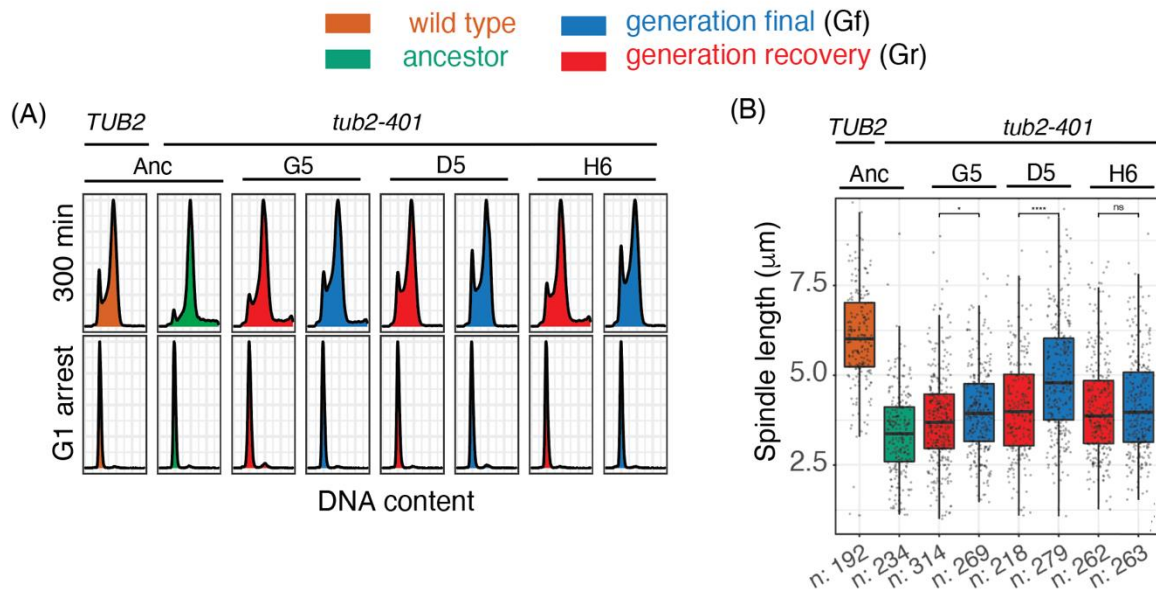 wild type
ancestor
generation final (Gf)
generation recovery (Gr)
(A)
TUB2
tub2-401
Anc
G5
D5
H6
300 min
G1 arrest
DNA content
(B)
TUB2
tub2-401
Anc
G5
D5
H6
*
****
ns
Spindle length (μm)
7.5
5.0
2.5
n: 192
n: 234
n: 314
n: 269
n: 218
n: 279
n: 262
n: 263